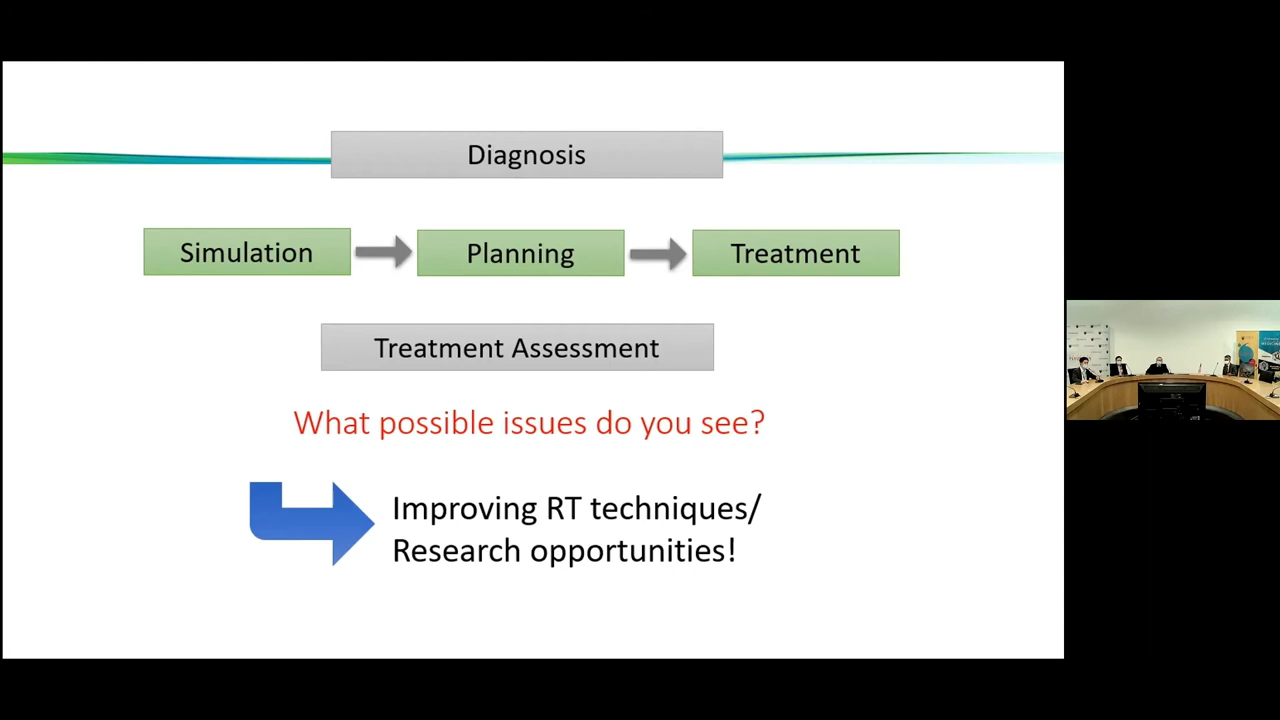 Diagnosis
Simulation
Planning
Treatment
Treatment Assessment
What possible issues do you see?
Improving RT techniques/
Research opportunities!